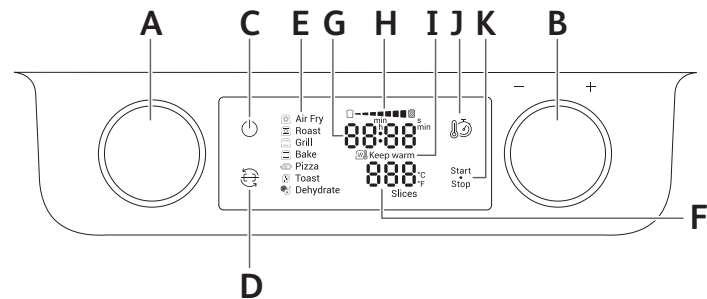 A C E G H I J K B
− +
Air Fry
Roast
Grill
Bake
Pizza
Toast
Dehydrate
min s
88:88 h min
Keep warm
888 °C
°F
Slices
Start
•
Stop
F
D